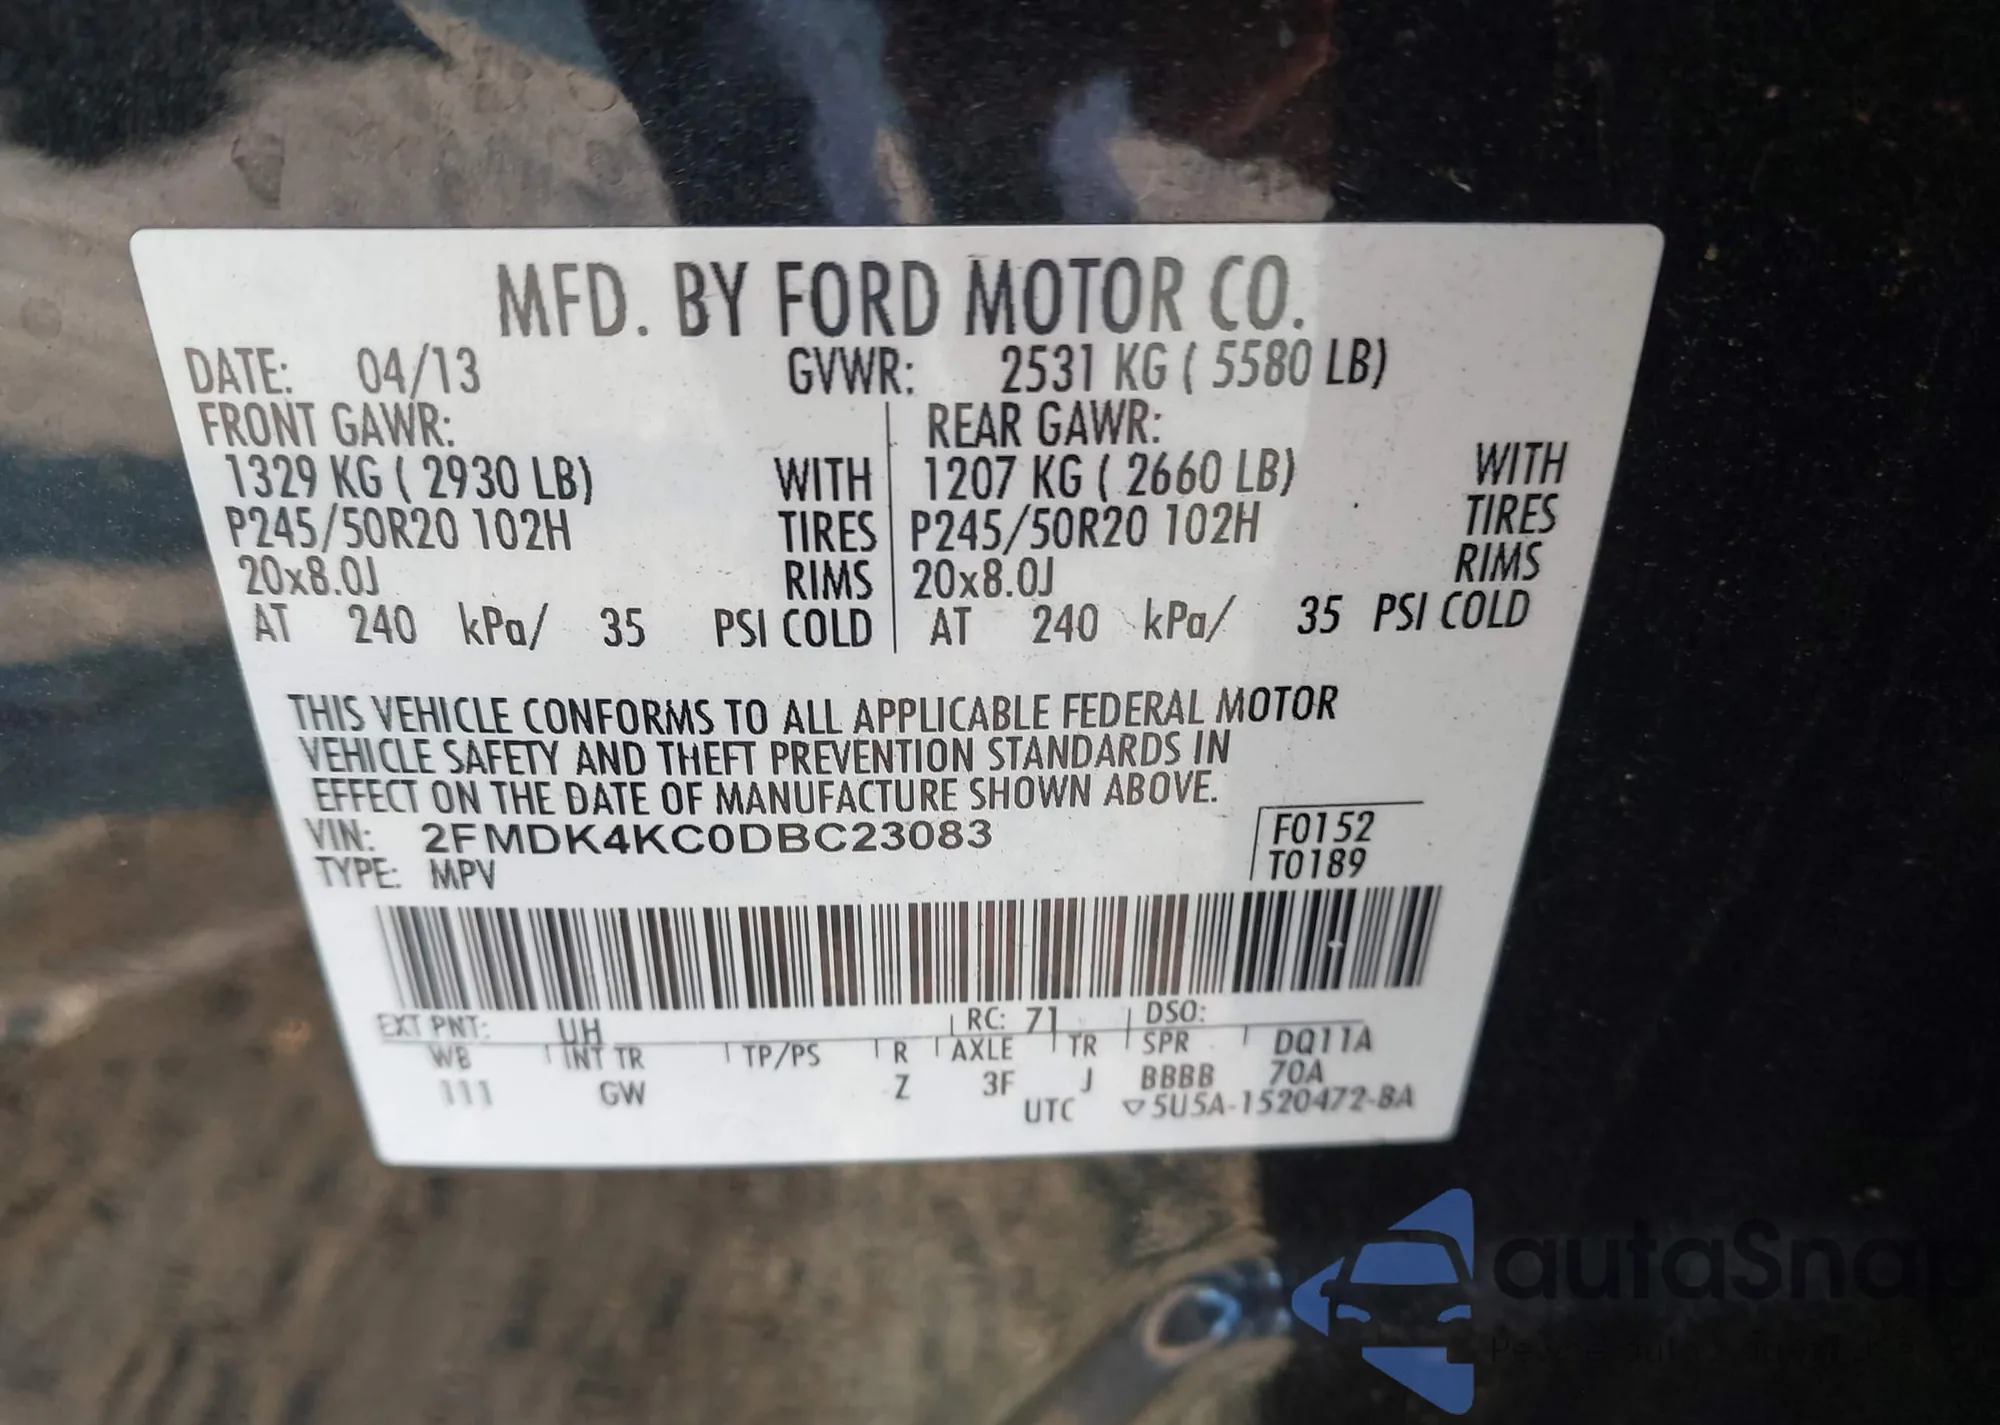 MFD. BY FORD MOTOR CO.
DATE: 04/13 GVWR: 2531 KG ( 5580 LB)
FRONT GAWR: REAR GAWR:
1329 KG ( 2930 LB) WITH 1207 KG ( 2660 LB) WITH
P245/50R20 102H TIRES P245/50R20 102H TIRES
20x8.0J RIMS 20x8.0J RIMS
AT 240 kPa/ 35 PSI COLD AT 240 kPa/ 35 PSI COLD
THIS VEHICLE CONFORMS TO ALL APPLICABLE FEDERAL MOTOR
VEHICLE SAFETY AND THEFT PREVENTION STANDARDS IN
EFFECT ON THE DATE OF MANUFACTURE SHOWN ABOVE.
VIN: 2FMDK4KC0DBC23083 F0152
TYPE: MPV T0189
EXT PNT: UH RC: 71 DSO:
WB INT TR TP/PS R AXLE TR SPR DQ11A
111 GW Z 3F J BBBB 70A
UTC ▽5U5A-1520472-BA
autaSnap